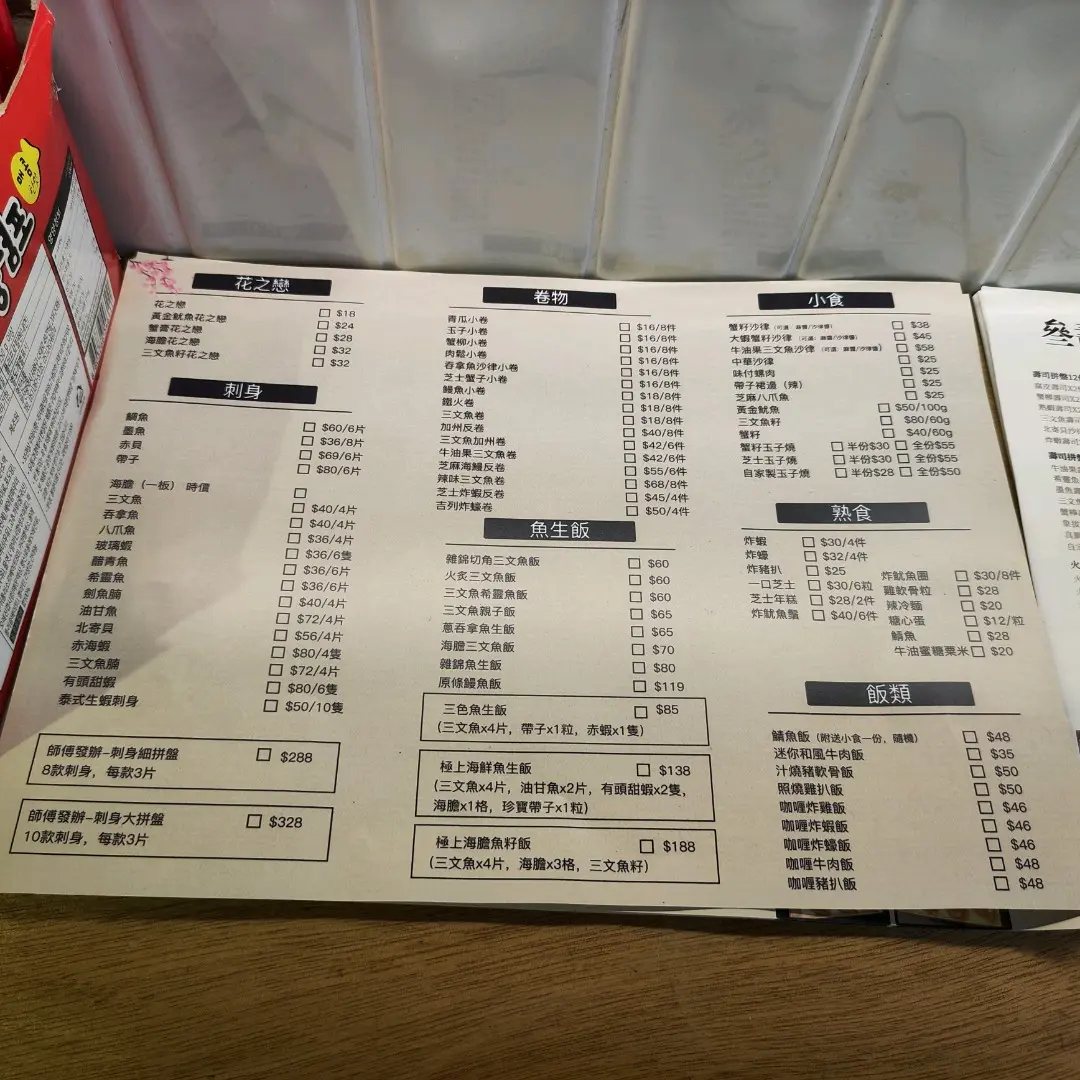 花之戀
花之戀 □ $18
黃金魷魚花之戀 □ $24
蟹膏花之戀 □ $28
海膽花之戀 □ $32
三文魚籽花之戀 □ $32
刺身
鯛魚 □ $60/6片
墨魚 □ $36/8片
赤貝 □ $69/6片
帶子 □ $80/6片
海膽（一板） 時價 □
三文魚 □ $40/4片
吞拿魚 □ $40/4片
八爪魚 □ $36/4片
玻璃蝦 □ $36/6隻
醋青魚 □ $36/6片
希靈魚 □ $36/6片
劍魚腩 □ $40/4片
油甘魚 □ $72/4片
北寄貝 □ $56/4片
赤海蝦 □ $80/4隻
三文魚腩 □ $72/4片
有頭甜蝦 □ $80/6隻
泰式生蝦刺身 □ $50/10隻
師傅發辦–刺身細拼盤 □ $288
8款刺身，每款3片
師傅發辦–刺身大拼盤 □ $328
10款刺身，每款3片
卷物
青瓜小卷 □ $16/8件
玉子小卷 □ $16/8件
蟹柳小卷 □ $16/8件
肉鬆小卷 □ $16/8件
吞拿魚沙律小卷 □ $16/8件
芝士蟹子小卷 □ $16/8件
鰻魚小卷 □ $18/8件
鐵火卷 □ $18/8件
三文魚卷 □ $18/8件
加州反卷 □ $40/8件
三文魚加州卷 □ $42/6件
牛油果三文魚卷 □ $42/6件
芝麻海鰻反卷 □ $55/6件
辣味三文魚卷 □ $68/8件
芝士炸蝦反卷 □ $45/4件
吉列炸蠔卷 □ $50/4件
魚生飯
雜錦切角三文魚飯 □ $60
火炙三文魚飯 □ $60
三文魚希靈魚飯 □ $60
三文魚親子飯 □ $65
蔥吞拿魚生飯 □ $65
海膽三文魚飯 □ $70
雜錦魚生飯 □ $80
原條鰻魚飯 □ $119
三色魚生飯 □ $85
（三文魚x4片，帶子x1粒，赤蝦x1隻）
極上海鮮魚生飯 □ $138
（三文魚x4片，油甘魚x2片，有頭甜蝦x2隻，
海膽x1格，珍寶帶子x1粒）
極上海膽魚籽飯 □ $188
（三文魚x4片，海膽x3格，三文魚籽）
小食
蟹籽沙律 □ $38
大蝦蟹籽沙律 □ $45
牛油果三文魚沙律 □ $58
中華沙律 □ $25
味付螺肉 □ $25
帶子裙邊（辣） □ $25
芝麻八爪魚 □ $25
黃金魷魚 □ $50/100g
三文魚籽 □ $80/60g
蟹籽 □ $40/60g
蟹籽玉子燒 □ 半份$30 □ 全份$55
芝士玉子燒 □ 半份$30 □ 全份$55
自家製玉子燒 □ 半份$28 □ 全份$50
熟食
炸蝦 □ $30/4件
炸蠔 □ $32/4件
炸豬扒 □ $25
一口芝士 □ $30/6粒
芝士年糕 □ $28/2件
炸魷魚鬚 □ $40/6件
炸魷魚圈 □ $30/8件
雞軟骨粒 □ $28
辣冷麵 □ $20
糖心蛋 □ $12/粒
鯖魚 □ $28
牛油蜜糖粟米 □ $20
飯類
鯖魚飯（附送小食一份，隨機） □ $48
迷你和風牛肉飯 □ $35
汁燒豬軟骨飯 □ $50
照燒雞扒飯 □ $50
咖喱炸雞飯 □ $46
咖喱炸蝦飯 □ $46
咖喱炸蠔飯 □ $46
咖喱牛肉飯 □ $48
咖喱豬扒飯 □ $48